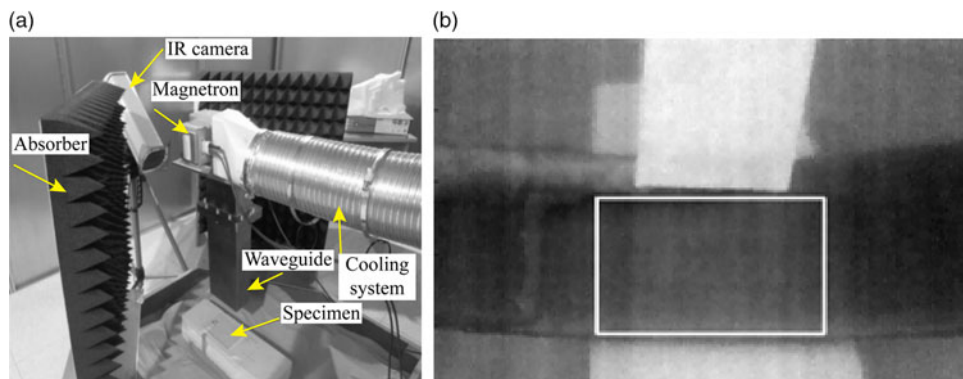 (a)
IR camera
Magnetron
Absorber
Waveguide
Cooling
system
Specimen
(b)